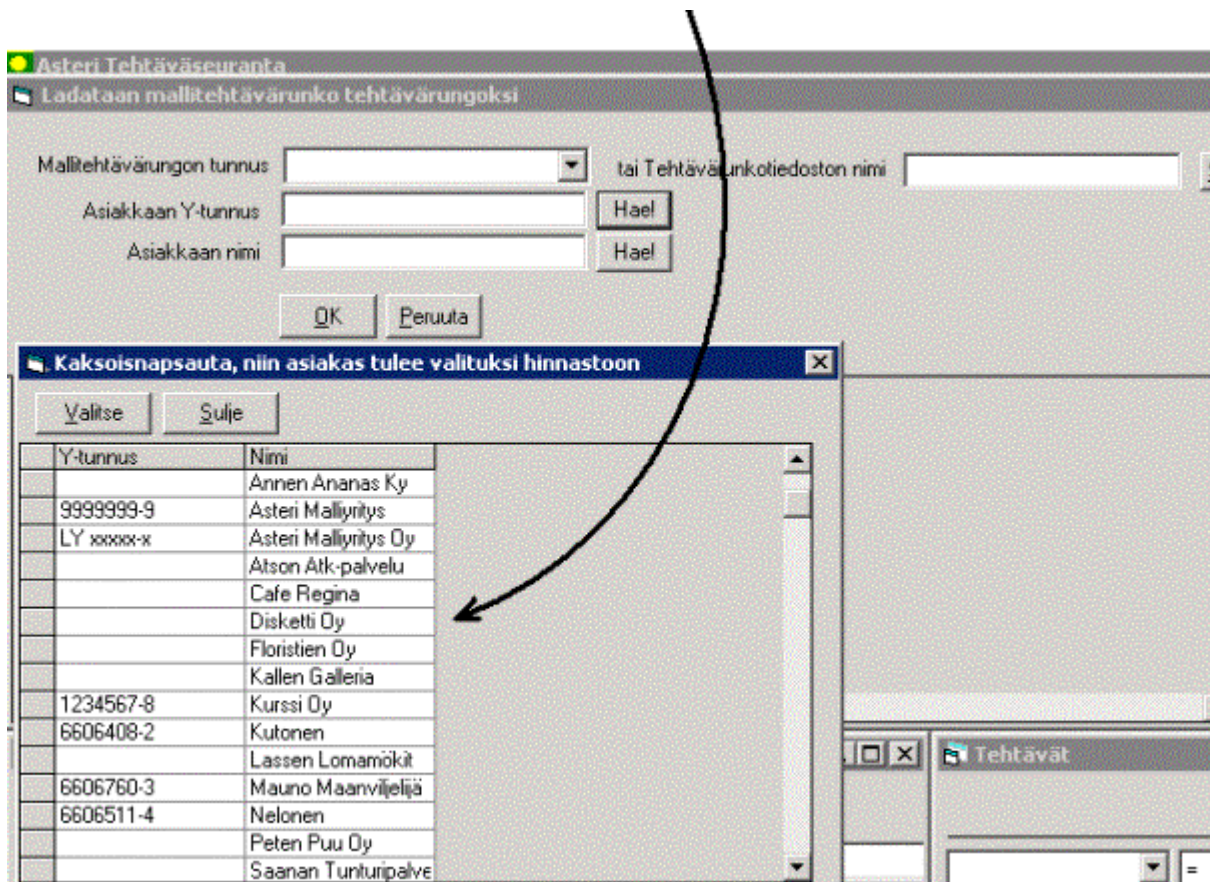 Asteri Tehtäväseuranta
Ladataan mallitehtävärunko tehtävärungoksi
Mallitehtävärungon tunnus tai Tehtävärunkotiedoston nimi
Asiakkaan Y-tunnus Hae!
Asiakkaan nimi Hae!
OK Peruuta
Kaksoisnapsauta, niin asiakas tulee valituksi hinnastoon
Valitse Sulje
Y-tunnus Nimi
Annen Ananas Ky
9999999-9 Asteri Malliyritys
LY xxxxx-x Asteri Malliyritys Oy
Atson Atk-palvelu
Cafe Regina
Disketti Oy
Floristien Oy
Kallen Galleria
1234567-8 Kurssi Oy
6606408-2 Kutonen
Lassen Lomamökit
6606760-3 Mauno Maanviljelijä
Tehtävät
6606511-4 Nelonen
Peten Puu Oy
Saanan Tunturipalve =